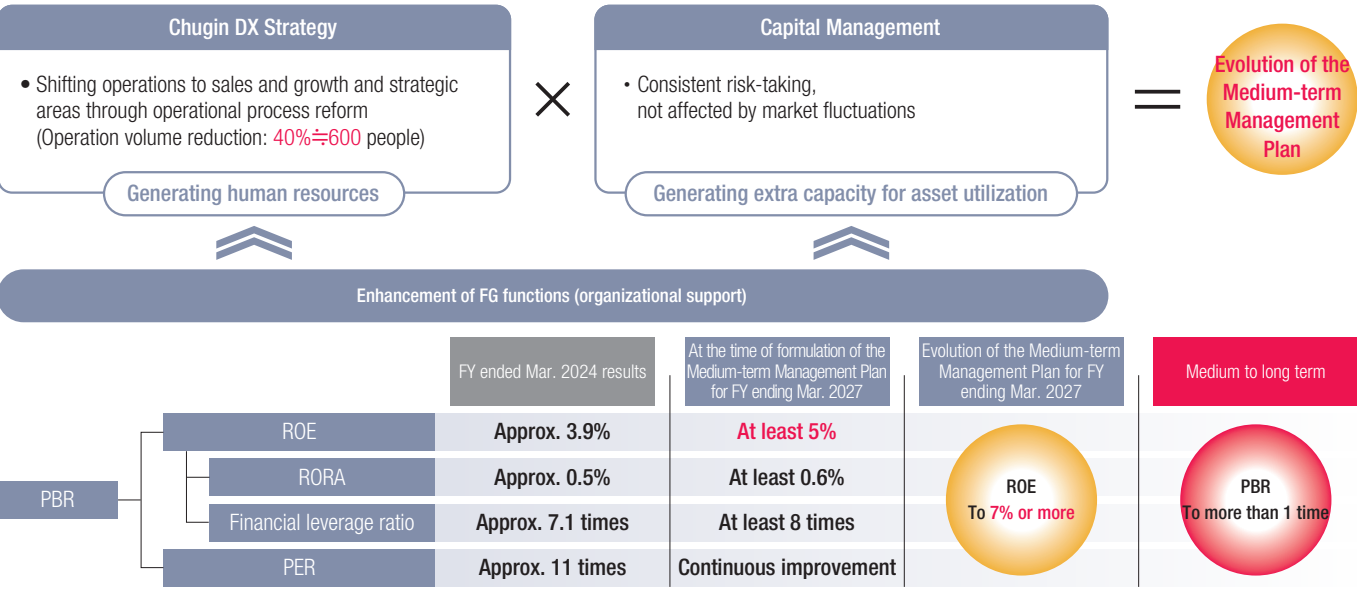 Chugin DX Strategy
• Shifting operations to sales and growth and strategic
areas through operational process reform
(Operation volume reduction: 40%≒600 people)
Generating human resources
×
Capital Management
・Consistent risk-taking,
not affected by market fluctuations
Generating extra capacity for asset utilization
=
Evolution of the
Medium-term
Management
Plan
Enhancement of FG functions (organizational support)
FY ended Mar. 2024 results
At the time of formulation of the
Medium-term Management Plan
for FY ending Mar. 2027
Evolution of the Medium-term
Management Plan for FY
ending Mar. 2027
Medium to long term
PBR
ROE
Approx. 3.9%
At least 5%
RORA
Approx. 0.5%
At least 0.6%
Financial leverage ratio
Approx. 7.1 times
At least 8 times
PER
Approx. 11 times
Continuous improvement
ROE
To 7% or more
PBR
To more than 1 time